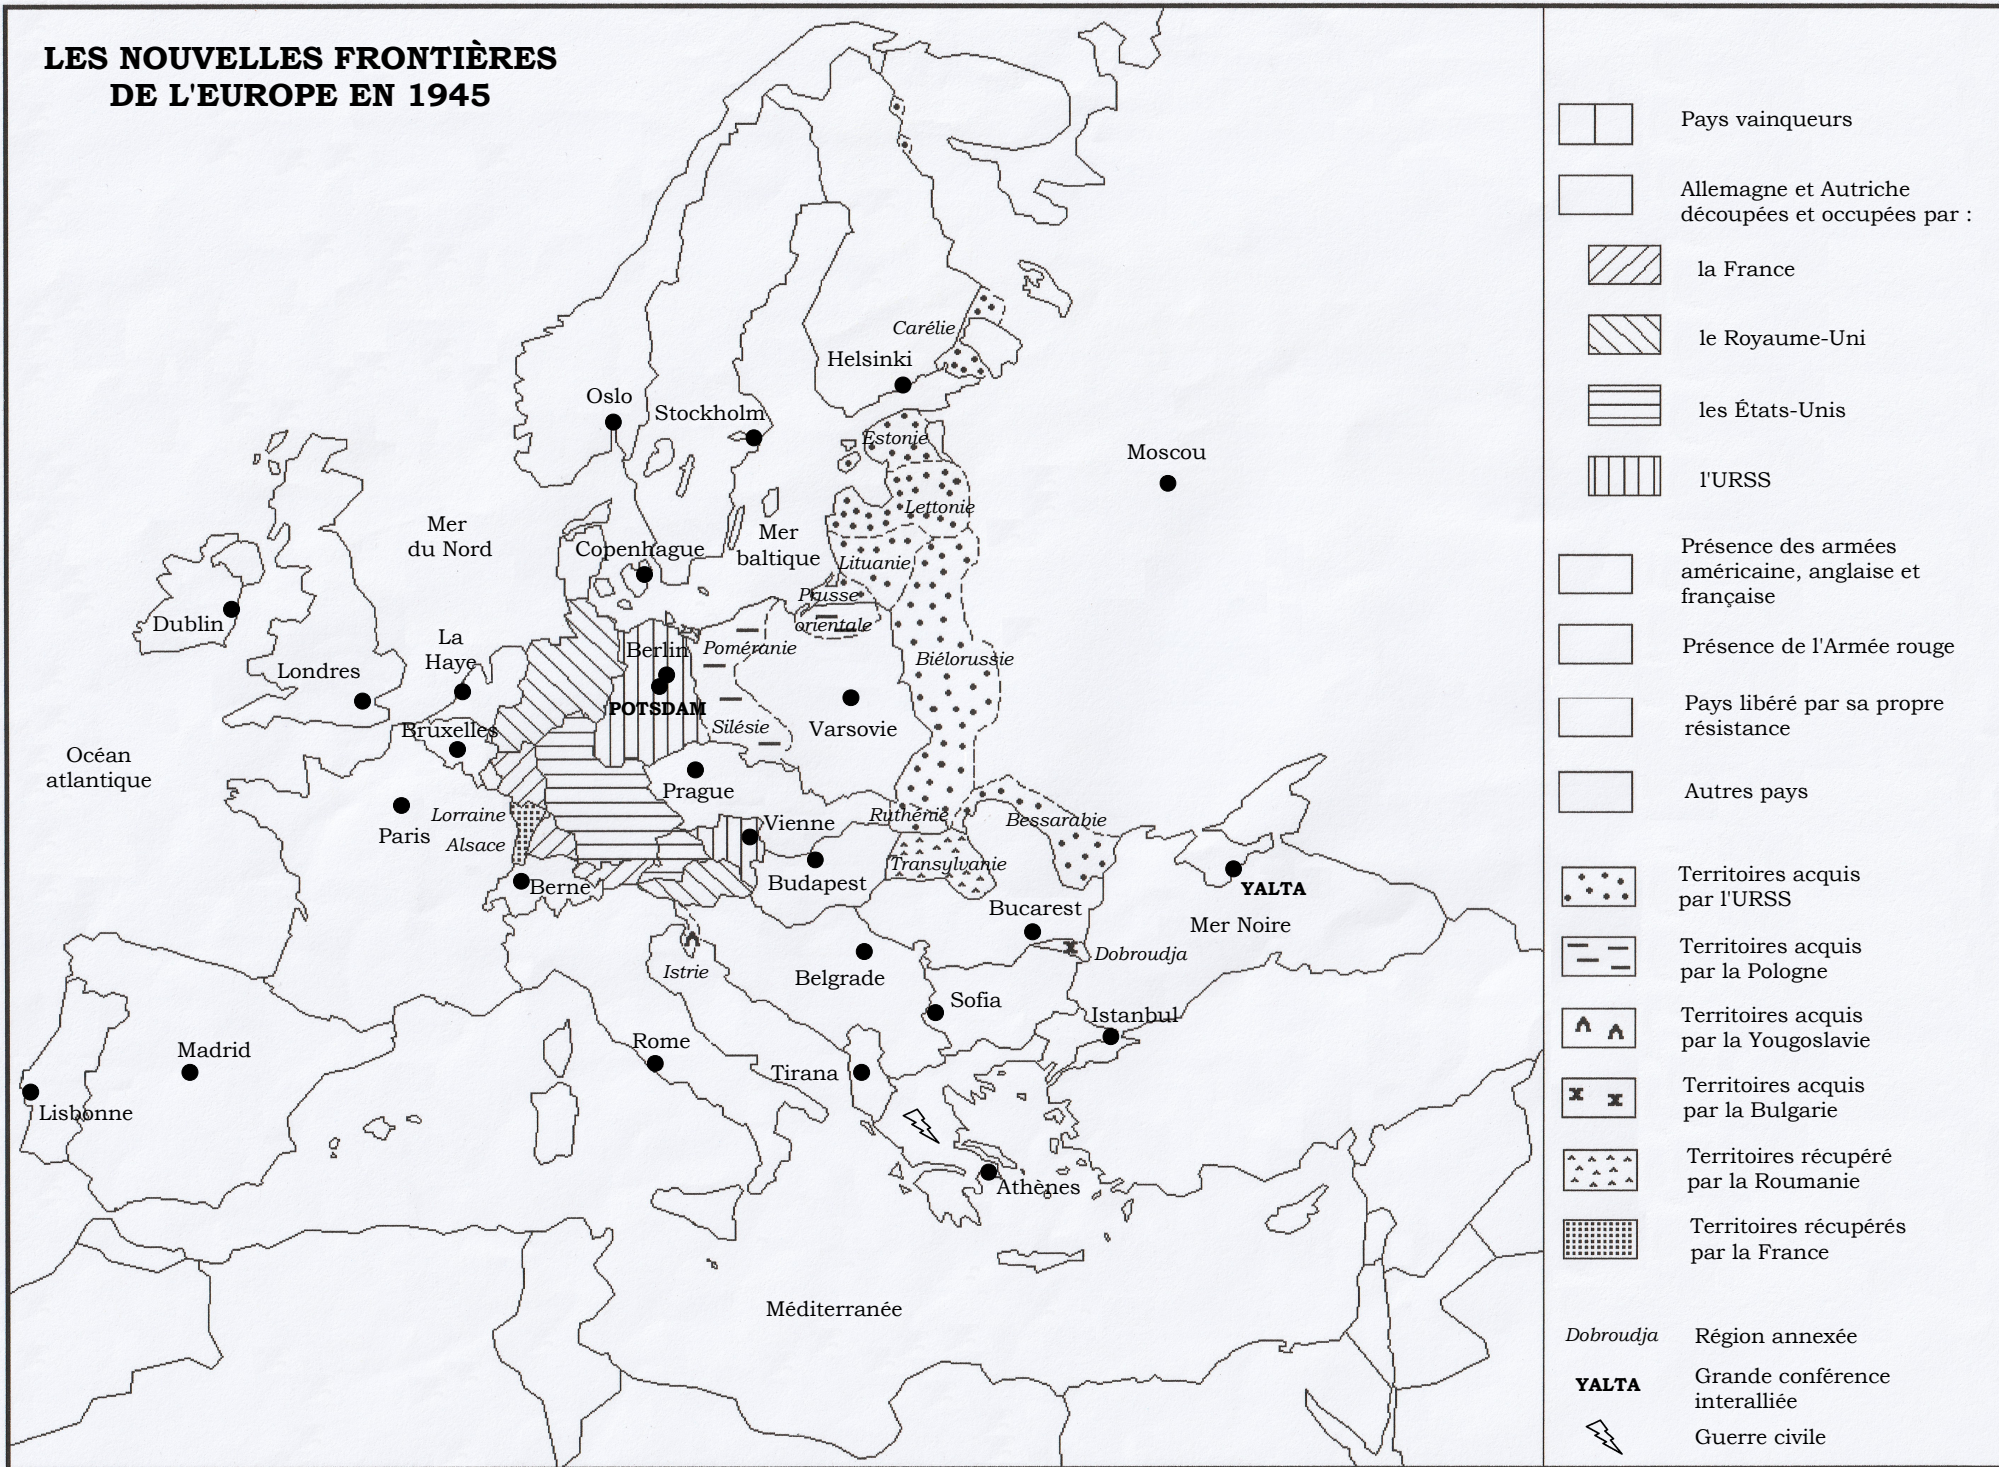 LES NOUVELLES FRONTIÈRES
DE L'EUROPE EN 1945
Carélie
Helsinki
Oslo
Stockholm
Estonie
Moscou
Lettonie
Mer
du Nord
Mer
baltique
Copenhague
Lituanie
Prusse
orientale
Dublin
La
Haye
Berlin
Poméranie
Biélorussie
Londres
POTSDAM
Silésie
Varsovie
Bruxelles
Océan
atlantique
Prague
Lorraine
Ruthénie
Bessarabie
Paris
Vienne
Alsace
Transylvanie
Berne
Budapest
YALTA
Bucarest
Mer Noire
Dobroudja
Istrie
Belgrade
Sofia
Istanbul
Madrid
Rome
Tirana
Lisbonne
Athènes
Méditerranée
Pays vainqueurs
Allemagne et Autriche
découpées et occupées par :
la France
le Royaume-Uni
les États-Unis
l'URSS
Présence des armées
américaine, anglaise et
française
Présence de l'Armée rouge
Pays libéré par sa propre
résistance
Autres pays
Territoires acquis
par l'URSS
Territoires acquis
par la Pologne
Territoires acquis
par la Yougoslavie
Territoires acquis
par la Bulgarie
Territoires récupéré
par la Roumanie
Territoires récupérés
par la France
Dobroudja Région annexée
YALTA Grande conférence
interalliée
Guerre civile